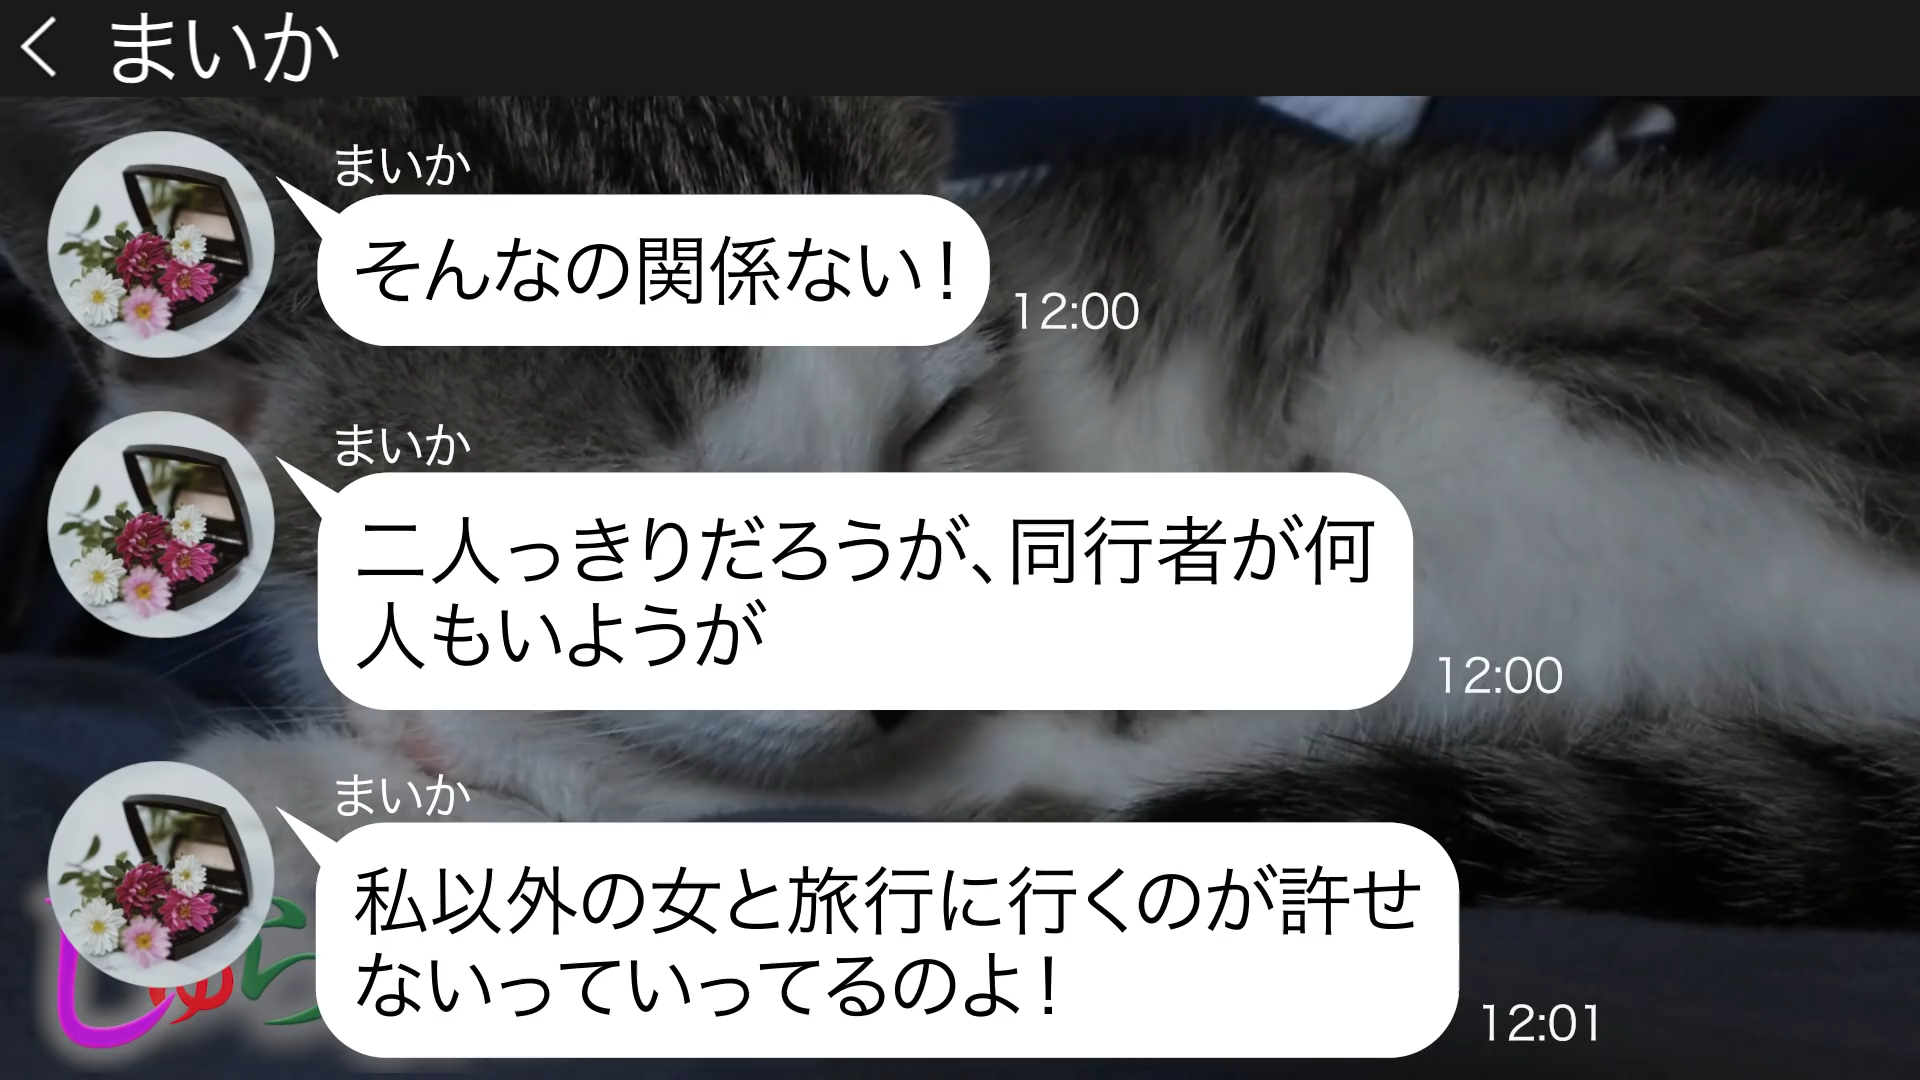 まいか
まいか
そんなの関係ない!
12:00
まいか
二人っきりだろうが、同行者が何
人もいようが
12:00
まいか
私以外の女と旅行に行くのが許せ
ないっていってるのよ!
12:01
しゅら